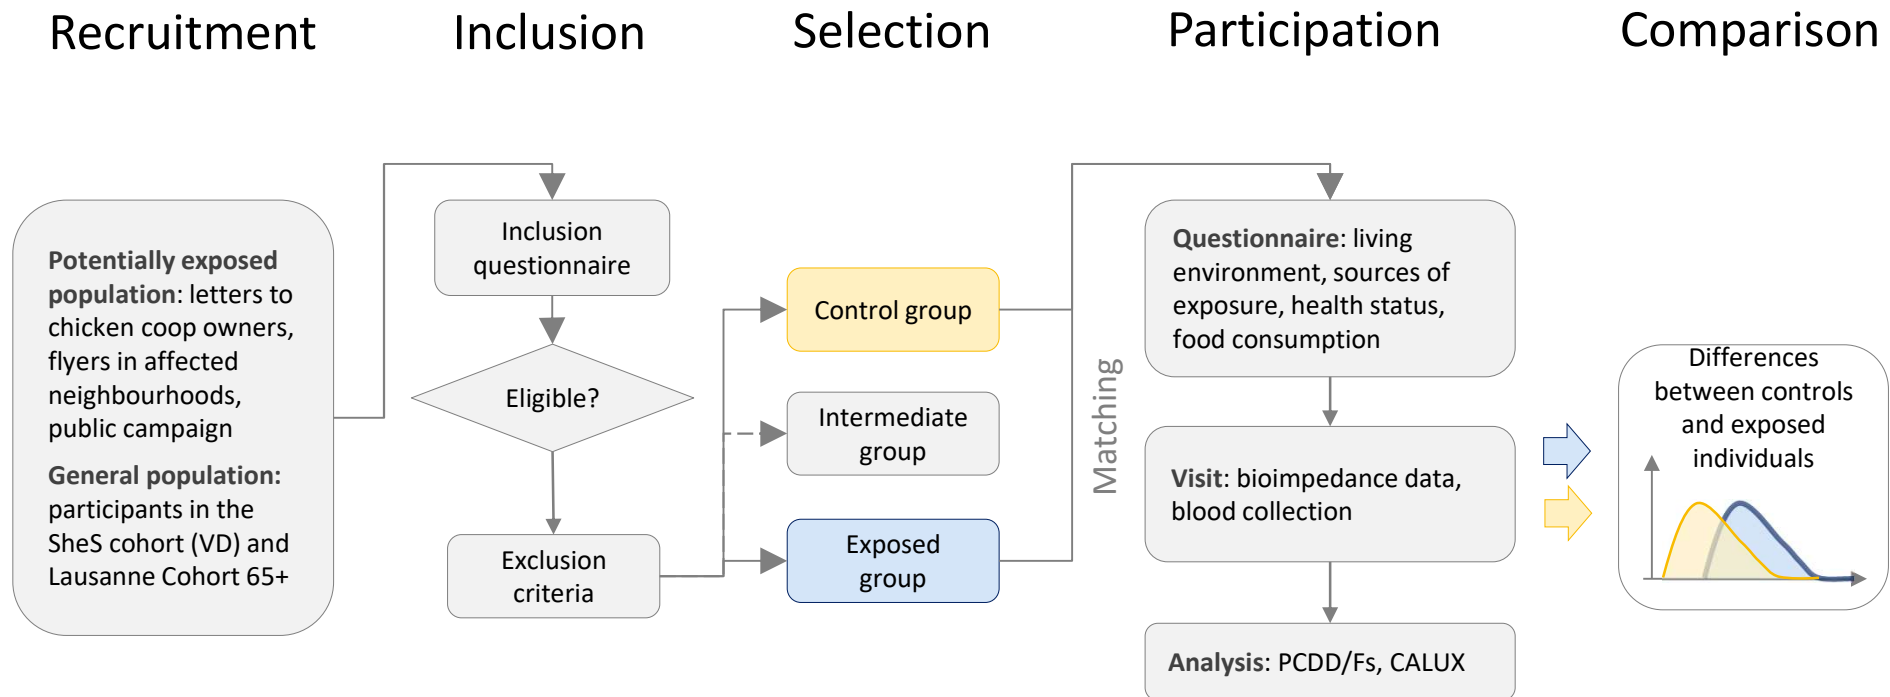 Recruitment
Inclusion
Selection
Participation
Comparison
Potentially exposed
population: letters to
chicken coop owners,
flyers in affected
neighbourhoods,
public campaign
General population:
participants in the
SheS cohort (VD) and
Lausanne Cohort 65+
Inclusion
questionnaire
Eligible?
Exclusion
criteria
Control group
Intermediate
group
Exposed
group
Matching
Questionnaire: living
environment, sources of
exposure, health status,
food consumption
Visit: bioimpedance data,
blood collection
Analysis: PCDD/Fs, CALUX
Differences
between controls
and exposed
individuals